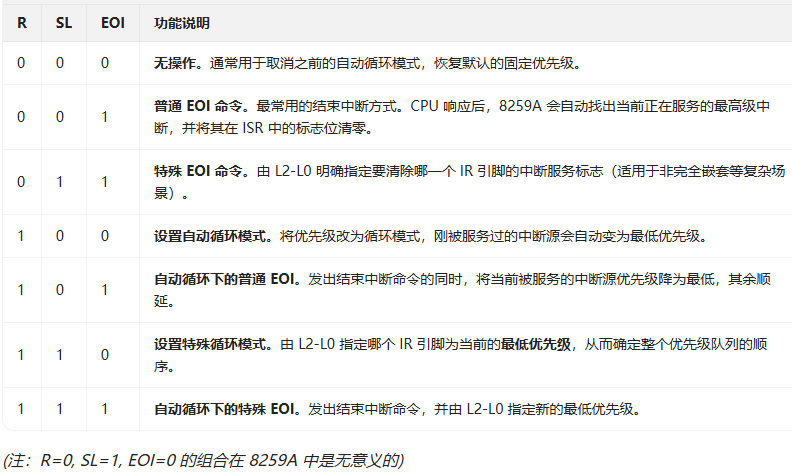 R SL EOI 功能说明
0 0 0 无操作。通常用于取消之前的自动循环模式，恢复默认的固定优先级。
0 0 1 普通 EOI 命令。最常用的结束中断方式。CPU 响应后，8259A 会自动找出当前正在服务的最高级中
断，并将其在 ISR 中的标志位清零。
0 1 1 特殊 EOI 命令。由 L2-L0 明确指定要清除哪一个 IR 引脚的中断服务标志（适用于非完全嵌套等复杂场
景）。
1 0 0 设置自动循环模式。将优先级改为循环模式，刚被服务过的中断源会自动变为最低优先级。
1 0 1 自动循环下的普通 EOI。发出结束中断命令的同时，将当前被服务的中断源优先级降为最低，其余顺
延。
1 1 0 设置特殊循环模式。由 L2-L0 指定哪个 IR 引脚为当前的最低优先级，从而确定整个优先级队列的顺
序。
1 1 1 自动循环下的特殊 EOI。发出结束中断命令，并由 L2-L0 指定新的最低优先级。
(注：R=0, SL=1, EOI=0 的组合在 8259A 中是无意义的)